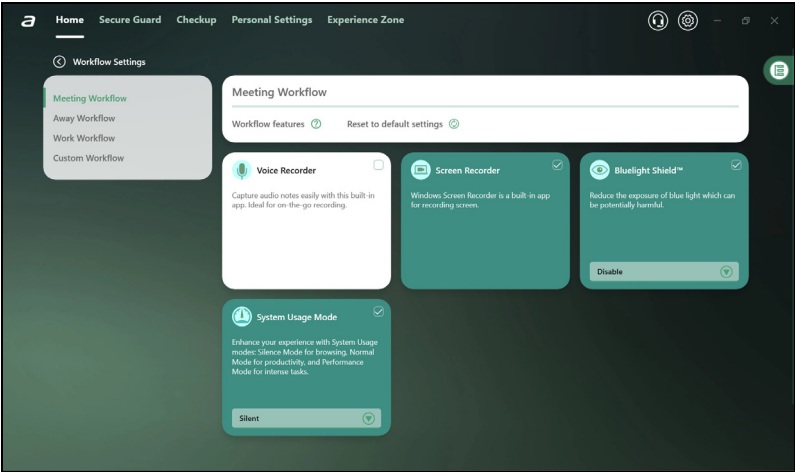 a Home Secure Guard Checkup Personal Settings Experience Zone
Workflow Settings
Meeting Workflow
Away Workflow
Work Workflow
Custom Workflow
Meeting Workflow
Workflow features ? Reset to default settings
Voice Recorder
Capture audio notes easily with this built-in
app. Ideal for on-the-go recording.
Screen Recorder
Windows Screen Recorder is a built-in app
for recording screen.
Bluelight Shield™
Reduce the exposure of blue light which can
be potentially harmful.
Disable
System Usage Mode
Enhance your experience with System Usage
modes: Silence Mode for browsing, Normal
Mode for productivity, and Performance
Mode for intense tasks.
Silent